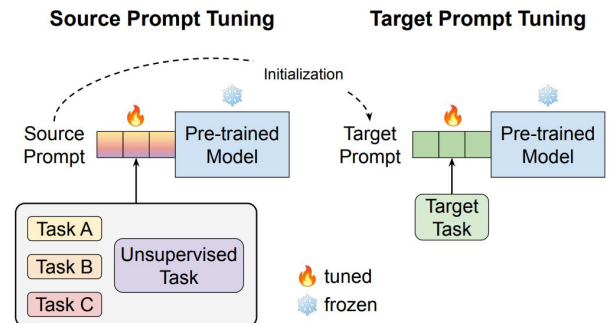 Source Prompt Tuning
Target Prompt Tuning
Initialization
Source
Prompt
Pre-trained
Model
Target
Prompt
Pre-trained
Model
Task A
Task B
Task C
Unsupervised
Task
Target
Task
tuned
frozen